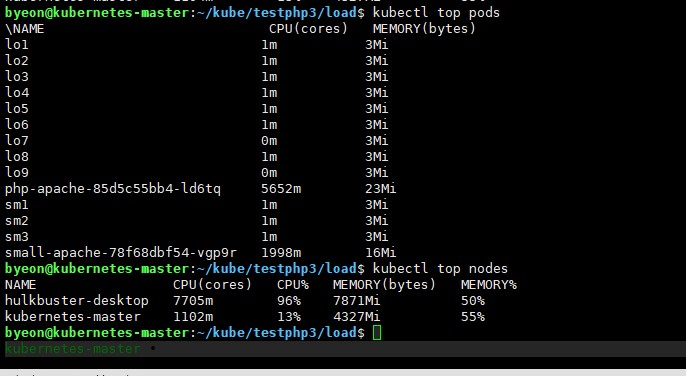 byeon@kubernetes-master:~/kube/testphp3/load$ kubectl top pods
\NAME CPU(cores) MEMORY(bytes)
lo1 1m 3Mi
lo2 1m 3Mi
lo3 1m 3Mi
lo4 1m 3Mi
lo5 1m 3Mi
lo6 1m 3Mi
lo7 0m 3Mi
lo8 1m 3Mi
lo9 0m 3Mi
php-apache-85d5c55bb4-ld6tq 5652m 23Mi
sm1 1m 3Mi
sm2 1m 3Mi
sm3 1m 3Mi
small-apache-78f68dbf54-vgp9r 1998m 16Mi
byeon@kubernetes-master:~/kube/testphp3/load$ kubectl top nodes
NAME CPU(cores) CPU% MEMORY(bytes) MEMORY%
hulkbuster-desktop 7705m 96% 7871Mi 50%
kubernetes-master 1102m 13% 4327Mi 55%
byeon@kubernetes-master:~/kube/testphp3/load$
kubernetes-master •